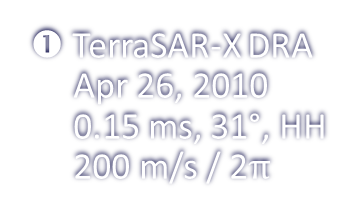 ① TerraSAR-X DRA
Apr 26, 2010
0.15 ms, 31°, HH
200 m/s / 2π